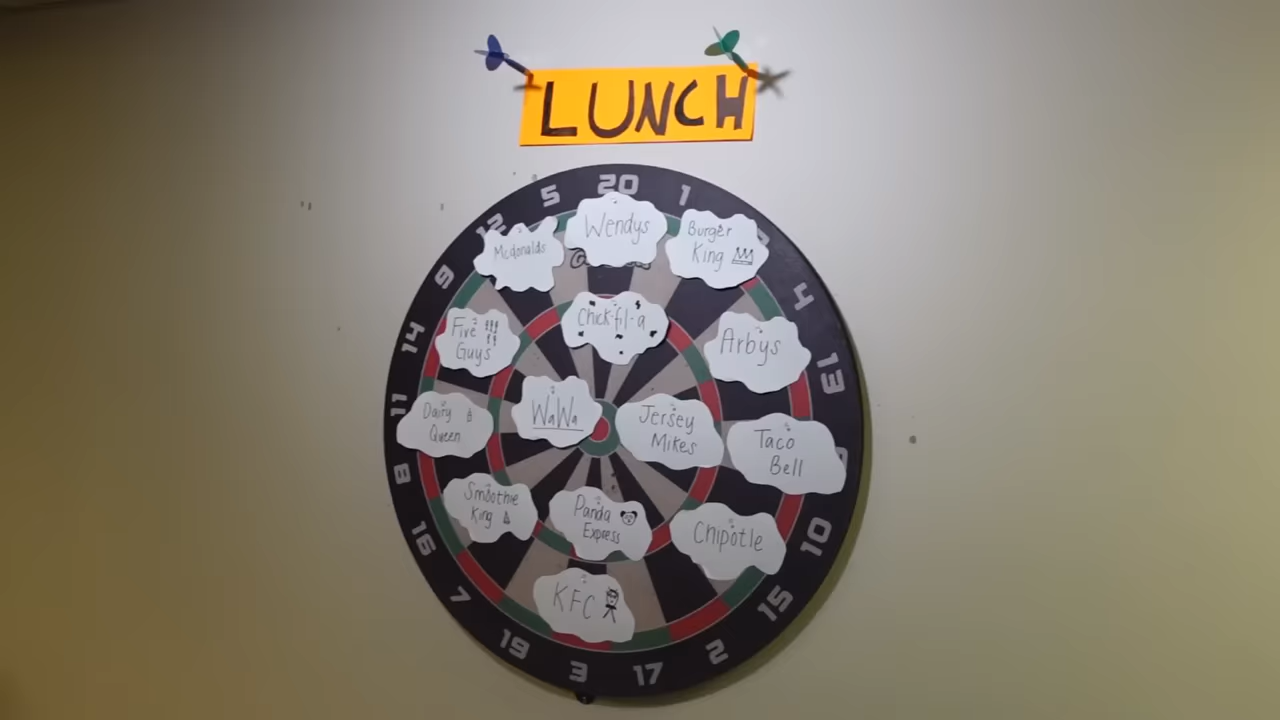 LUNCH
20
5
1
12
Wendys
Mcdonalds
Burger
King
9
4
Five
Guys
Chick-fil-a
Arbys
14
13
11
Dairy
Queen
WaWa
Jersey
Mikes
Taco
Bell
8
Smoothie
King
Panda
Express
Chipotle
16
10
KFC
7
15
19
2
3
17